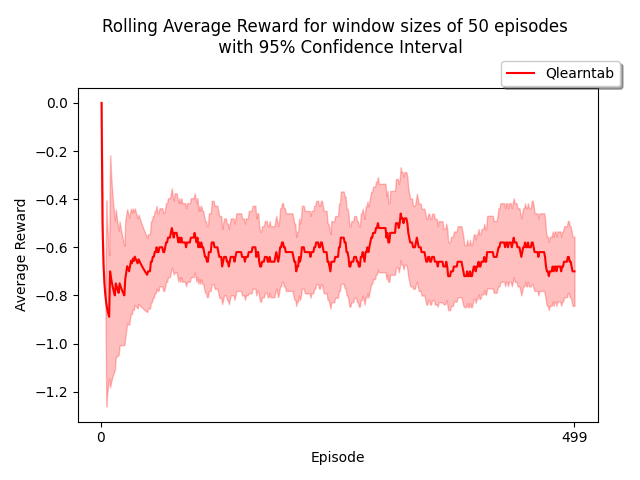 Rolling Average Reward for window sizes of 50 episodes
with 95% Confidence Interval
Qlearntab
0.0
−0.2
−0.4
−0.6
−0.8
−1.0
−1.2
Average Reward
0
499
Episode